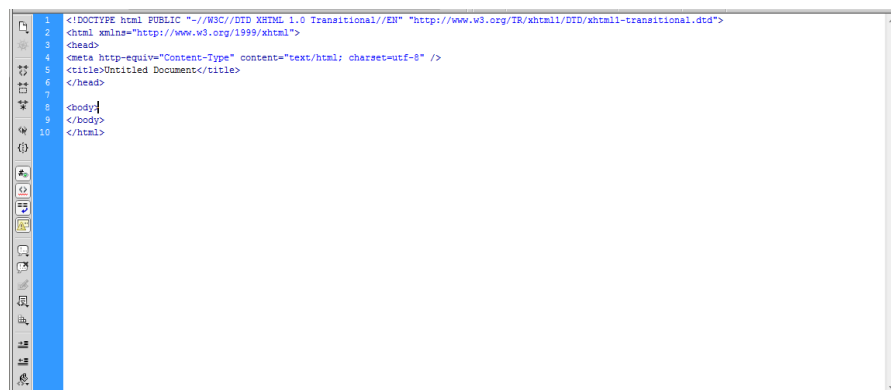 1 <!DOCTYPE html PUBLIC "-//W3C//DTD XHTML 1.0 Transitional//EN" "http://www.w3.org/TR/xhtml1/DTD/xhtml1-transitional.dtd">
2 <html xmlns="http://www.w3.org/1999/xhtml">
3 <head>
4 <meta http-equiv="Content-Type" content="text/html; charset=utf-8" />
5 <title>Untitled Document</title>
6 </head>
7
8 <body>
9 </body>
10 </html>